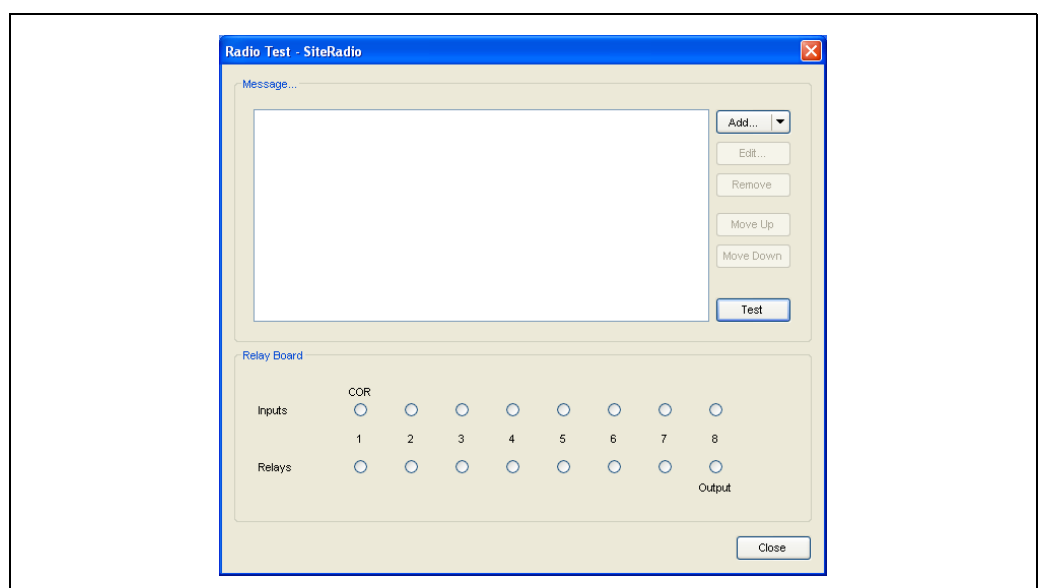 Radio Test - SiteRadio
Message...
Add...
Edit...
Remove
Move Up
Move Down
Test
Relay Board
COR
Inputs
1 2 3 4 5 6 7 8
Relays
Output
Close